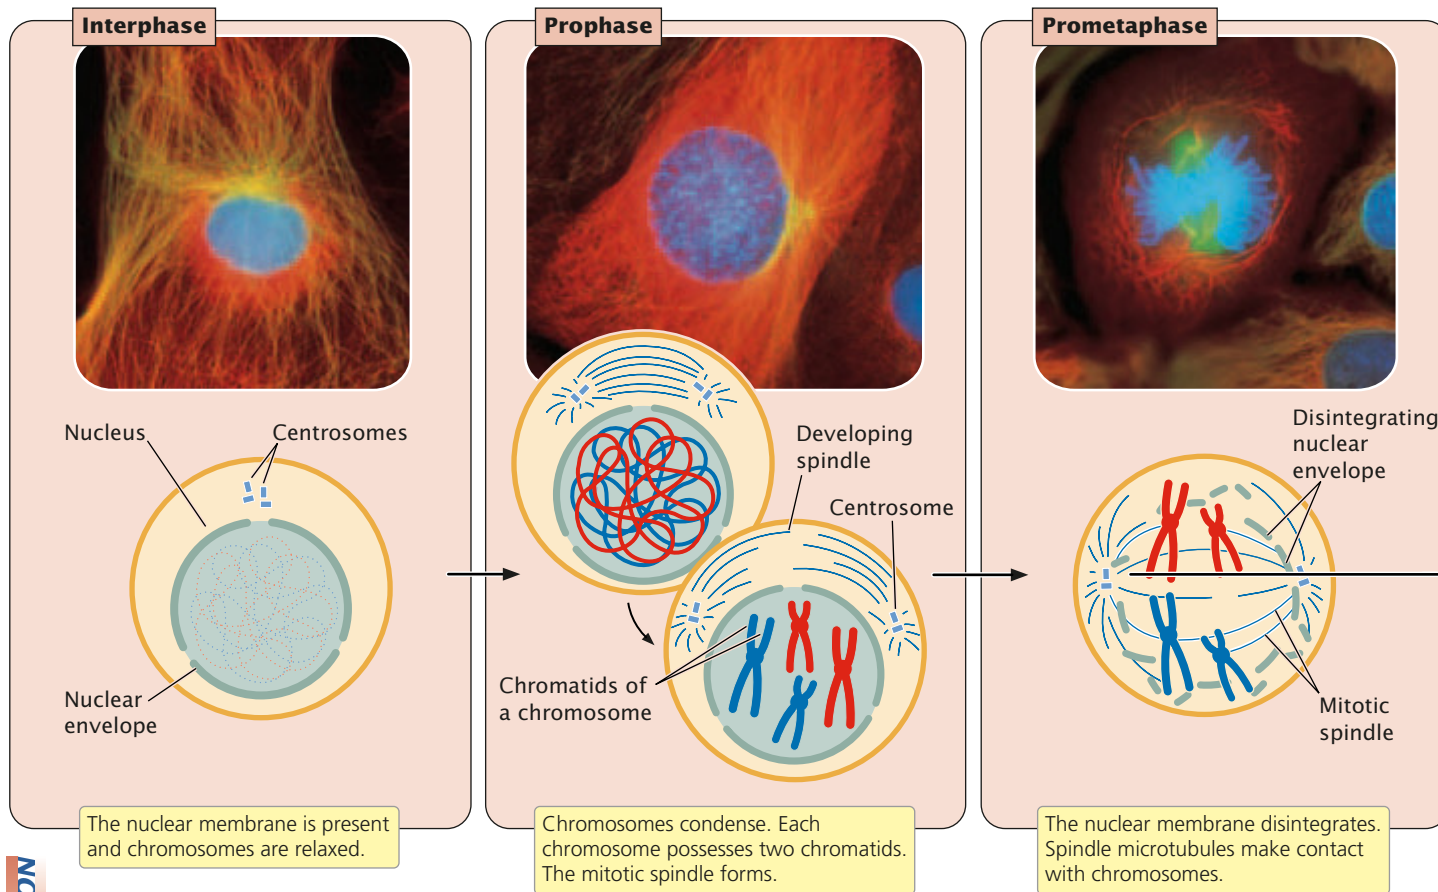 Interphase
Prophase
Prometaphase
Nucleus
Centrosomes
Nuclear
envelope
Developing
spindle
Centrosome
Chromatids of
a chromosome
Disintegrating
nuclear
envelope
Mitotic
spindle
The nuclear membrane is present
and chromosomes are relaxed.
Chromosomes condense. Each
chromosome possesses two chromatids.
The mitotic spindle forms.
The nuclear membrane disintegrates.
Spindle microtubules make contact
with chromosomes.